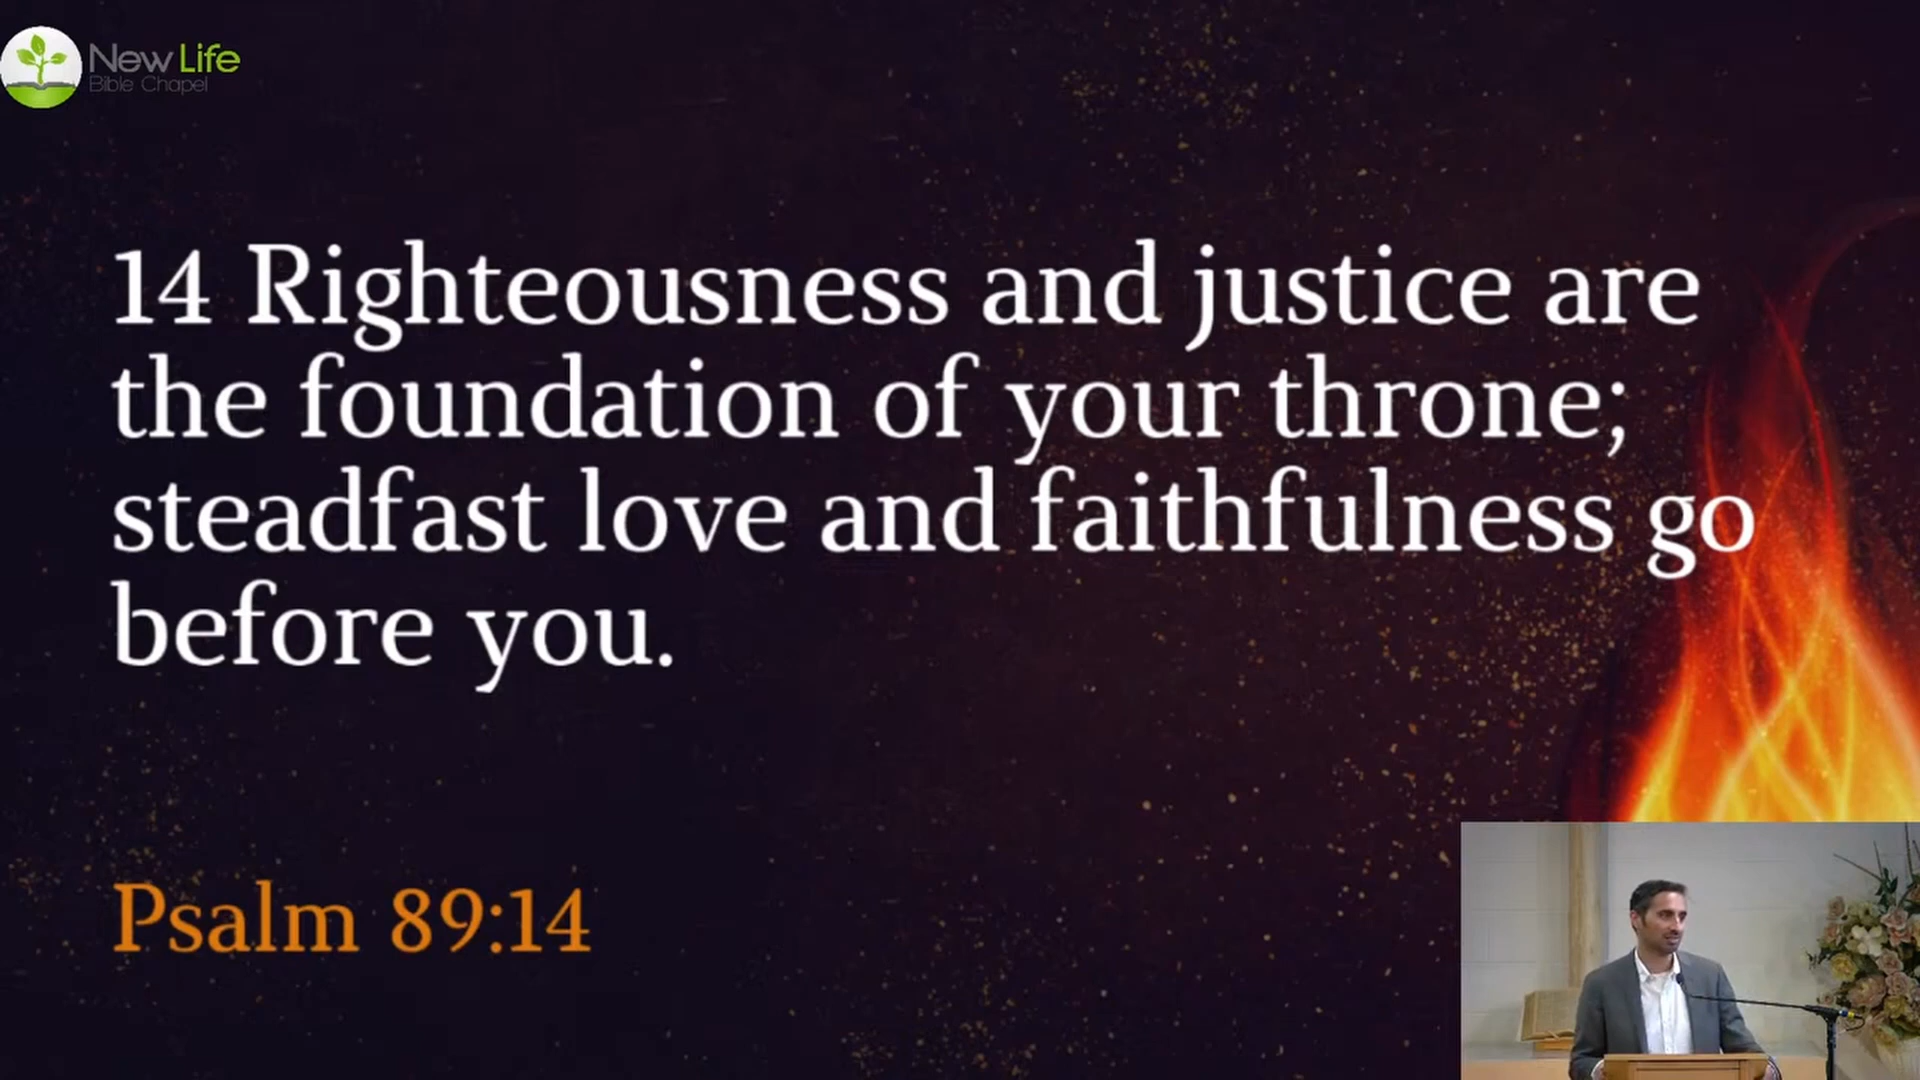 New Life
Bible Chapel
14 Righteousness and justice are
the foundation of your throne;
steadfast love and faithfulness go
before you.
Psalm 89:14